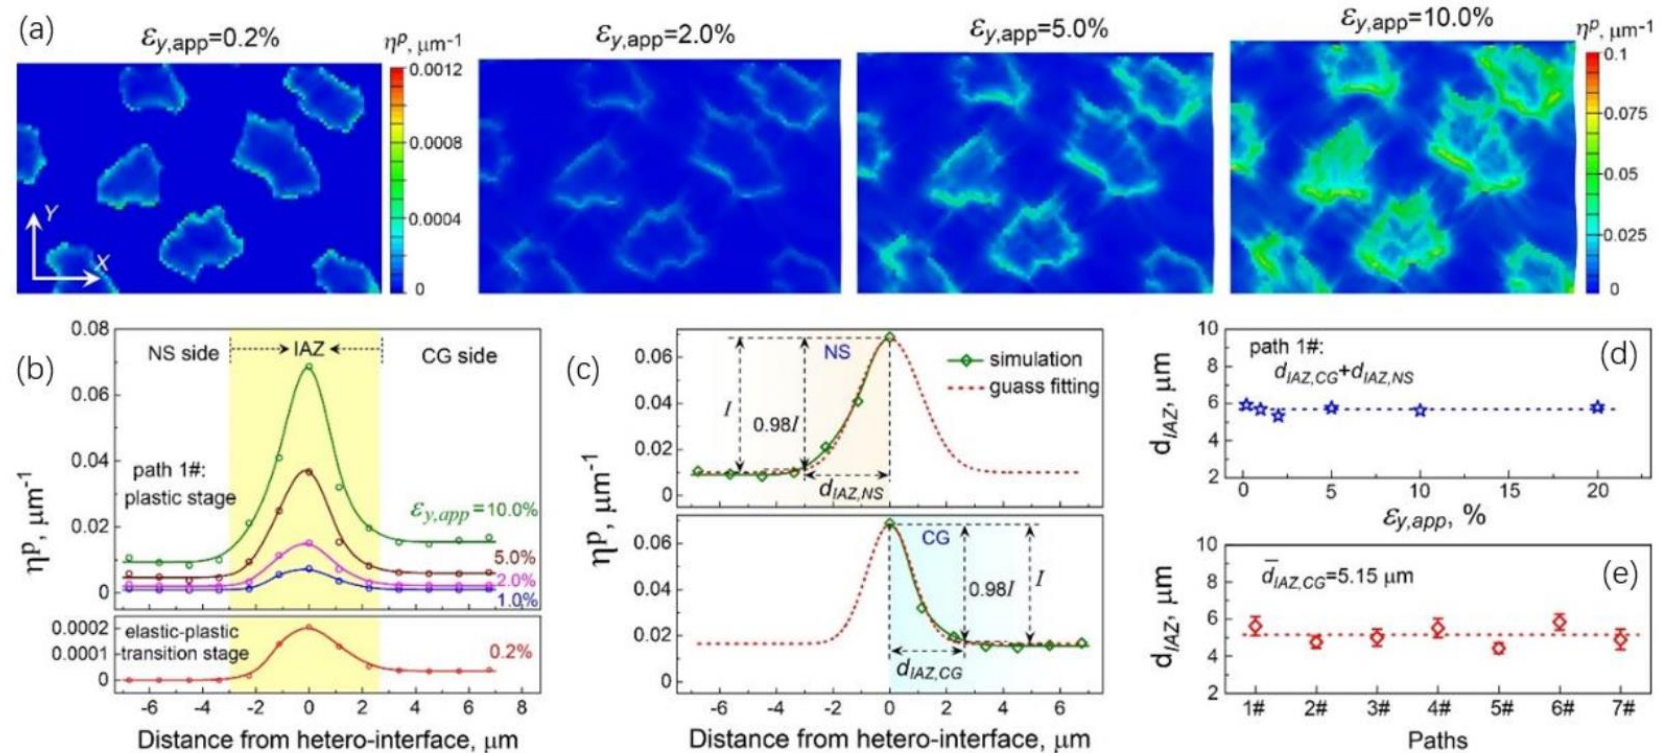 (a)
εy,app=0.2%
ηᵖ, μm⁻¹
0.0012
0.0008
0.0004
0
Y
X
εy,app=2.0%
εy,app=5.0%
εy,app=10.0%
ηᵖ, μm⁻¹
0.1
0.075
0.05
0.025
0
(b)
0.08
0.06
0.04
0.02
0
NS side
IAZ
CG side
path 1#:
plastic stage
εy,app=10.0%
5.0%
2.0%
1.0%
0.0002
0.0001
0
elastic-plastic
transition stage
0.2%
ηᵖ, μm⁻¹
-6 -4 -2 0 2 4 6 8
Distance from hetero-interface, μm
(c)
0.06
0.04
0.02
0
NS
simulation
guass fitting
I
0.98I
dIAZ,NS
0.06
0.04
0.02
0
CG
0.98I
I
dIAZ,CG
ηᵖ, μm⁻¹
-6 -4 -2 0 2 4 6
Distance from hetero-interface, μm
(d)
10
8
6
4
2
path 1#:
dIAZ,CG+dIAZ,NS
dIAZ, μm
0 5 10 15 20
εy,app, %
(e)
10
8
6
4
2
d̄IAZ,CG=5.15 μm
dIAZ, μm
1# 2# 3# 4# 5# 6# 7#
Paths